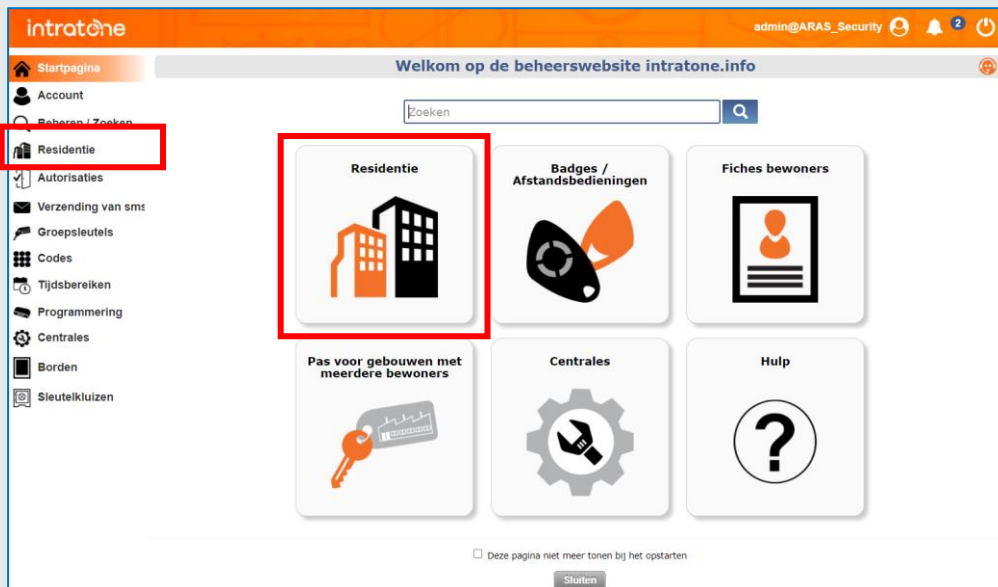 intratone
admin@ARAS_Security
2
Startpagina
Welkom op de beheerswebsite intratone.info
Account
Beheren / Zoeken
Residentie
Autorisaties
Verzending van sms
Groepsleutels
Codes
Tijdsbereiken
Programmering
Centrales
Borden
Sleutelkluizen
Zoeken
Residentie
Badges /
Afstandsbedieningen
Fiches bewoners
Pas voor gebouwen met
meerdere bewoners
Centrales
Hulp
?
Deze pagina niet meer tonen bij het opstarten
Sluiten